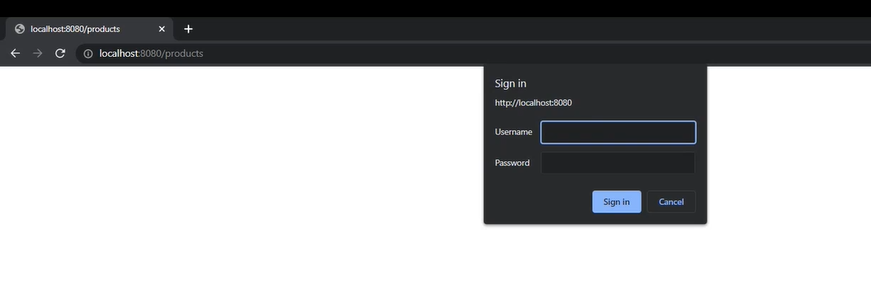 localhost:8080/products
localhost:8080/products
Sign in
http://localhost:8080
Username
Password
Sign in Cancel